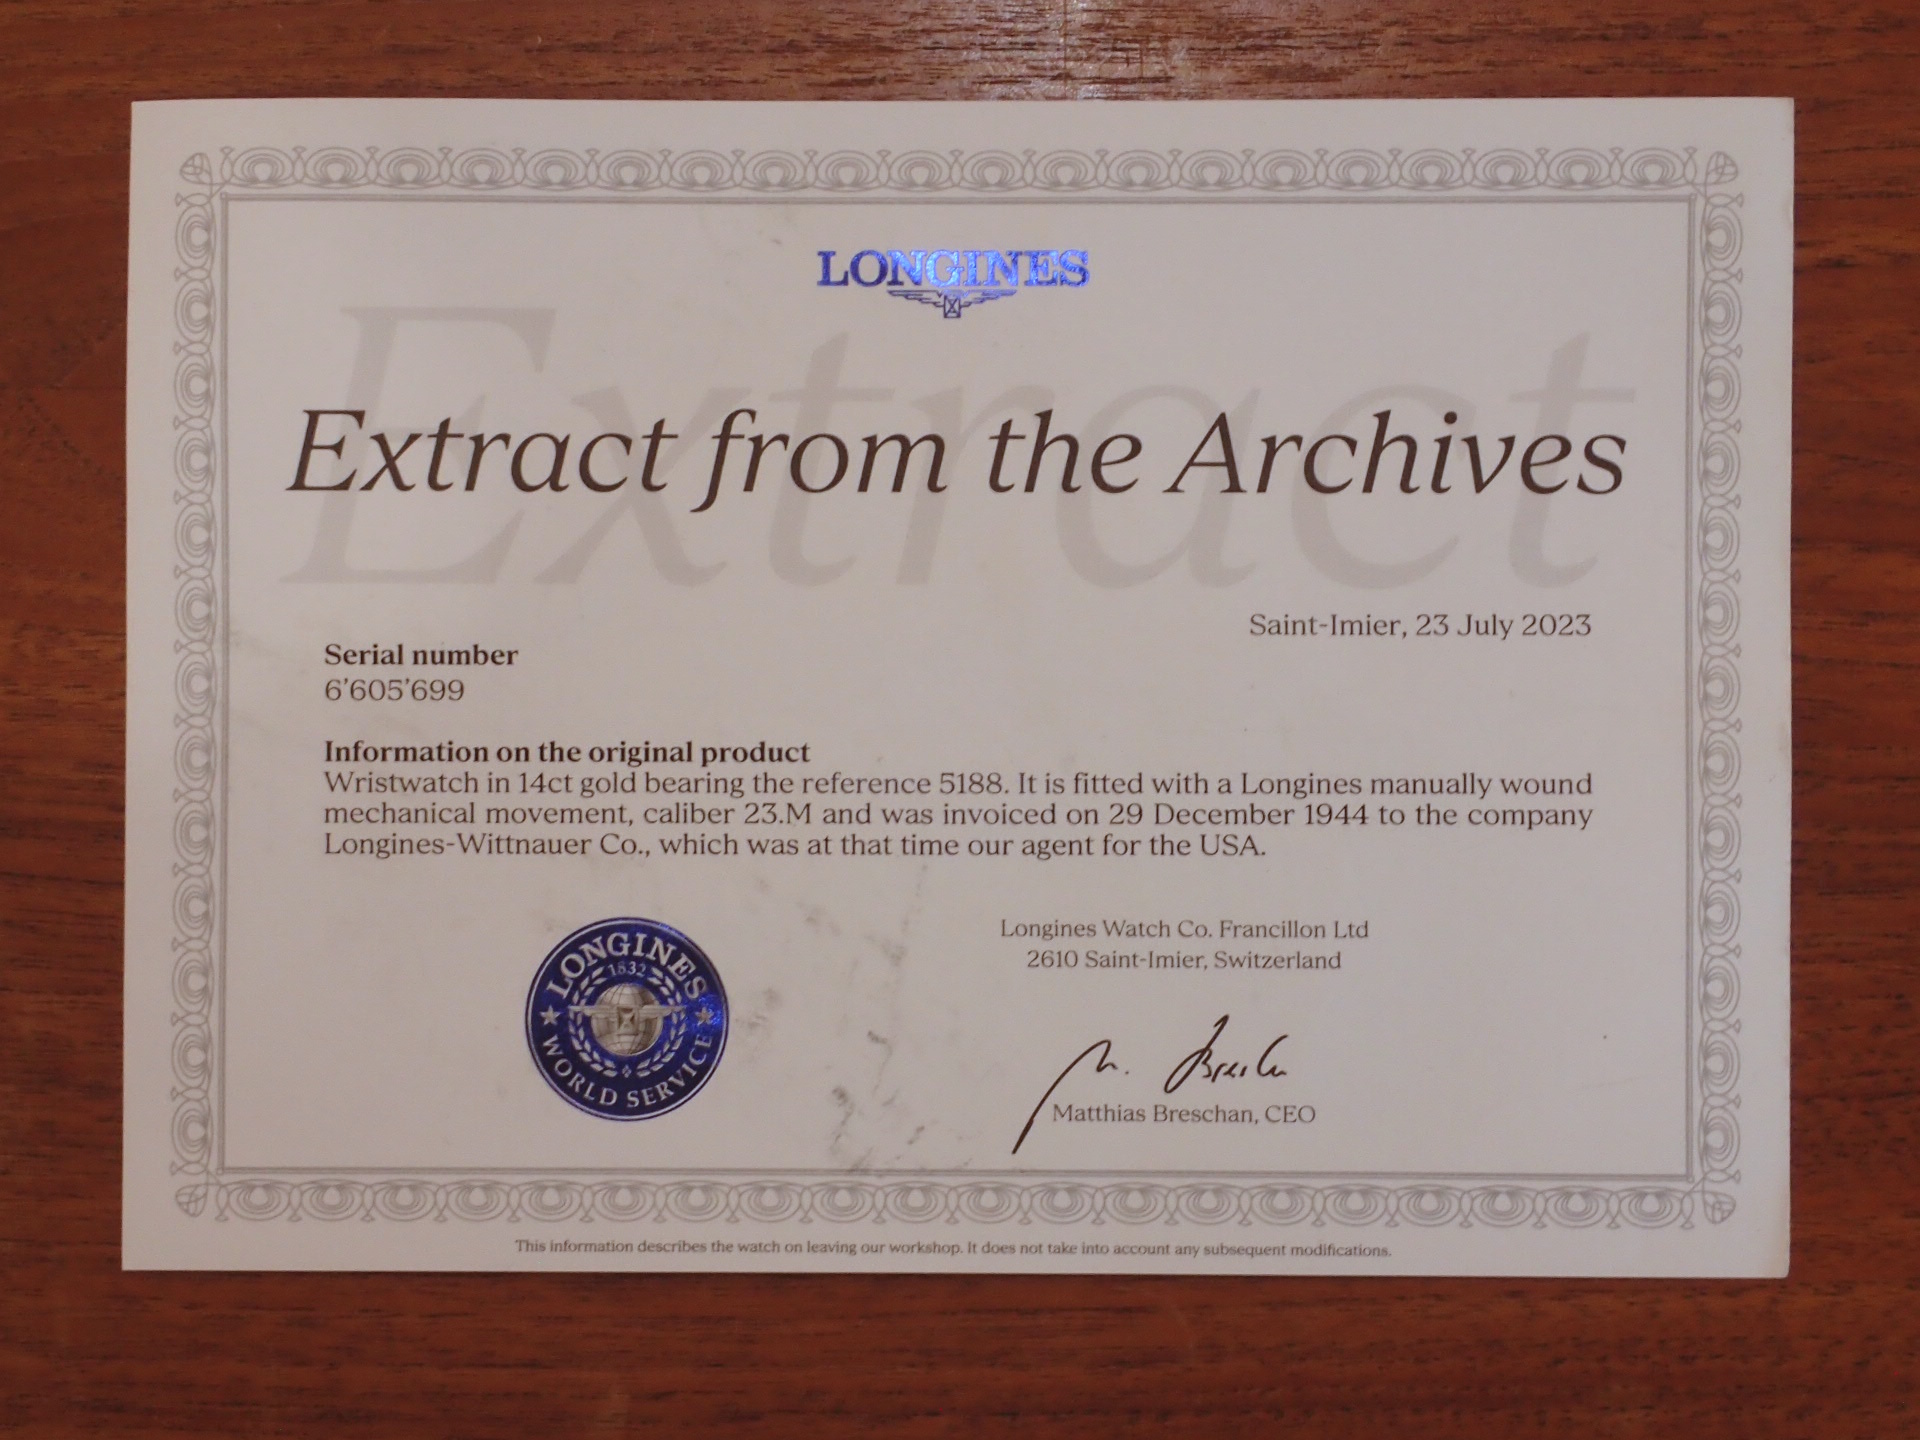 LONGINES
Extract
Extract from the Archives
Saint-Imier, 23 July 2023
Serial number
6'605'699
Information on the original product
Wristwatch in 14ct gold bearing the reference 5188. It is fitted with a Longines manually wound
mechanical movement, caliber 23.M and was invoiced on 29 December 1944 to the company
Longines-Wittnauer Co., which was at that time our agent for the USA.
LONGINES
1832
WORLD SERVICE
Longines Watch Co. Francillon Ltd
2610 Saint-Imier, Switzerland
Matthias Breschan, CEO
This information describes the watch on leaving our workshop. It does not take into account any subsequent modifications.